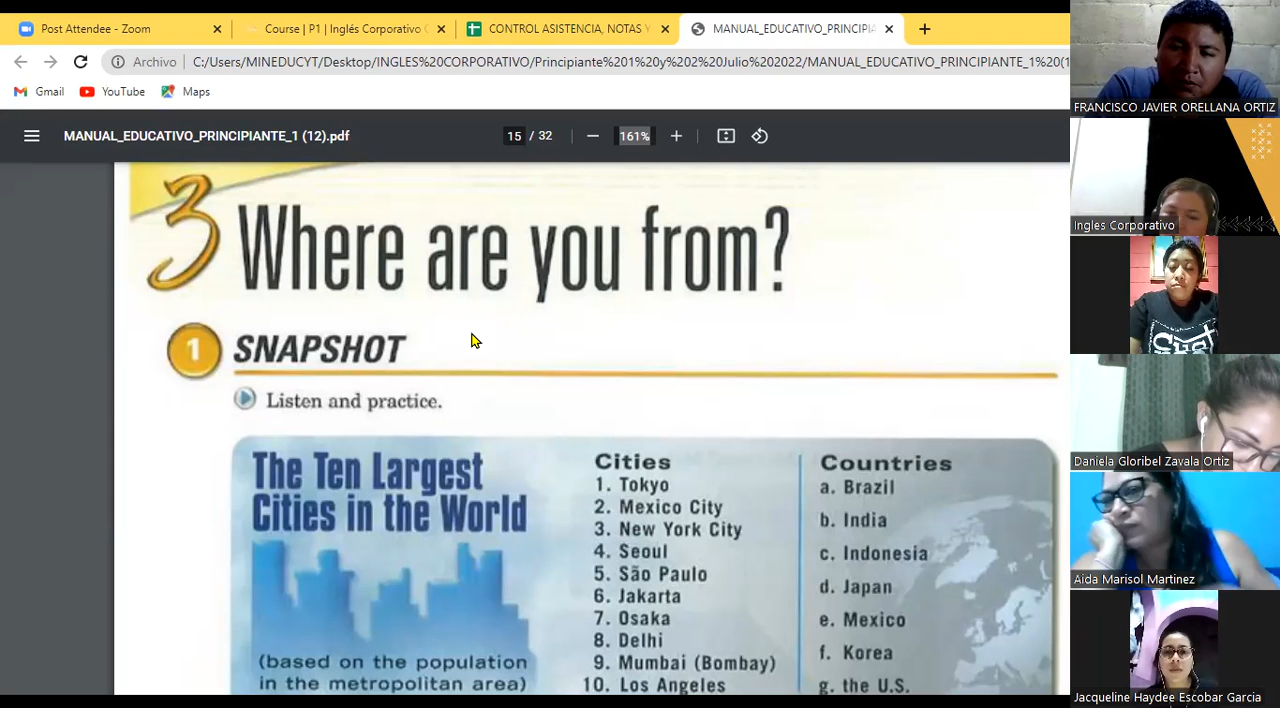 Post Attendee - Zoom
Course | P1 | Inglés Corporativo
CONTROL ASISTENCIA, NOTAS Y
MANUAL_EDUCATIVO_PRINCIPIA
Archivo
C:/Users/MINEDUCYT/Desktop/INGLES%20CORPORATIVO/Principiante%201%20y%202%20Julio%202022/MANUAL_EDUCATIVO_PRINCIPIANTE_1%20(1
Gmail
YouTube
Maps
MANUAL_EDUCATIVO_PRINCIPIANTE_1 (12).pdf
15 / 32
161%
3 Where are you from?
1 SNAPSHOT
Listen and practice.
The Ten Largest
Cities in the World
(based on the population
in the metropolitan area)
Cities
1. Tokyo
2. Mexico City
3. New York City
4. Seoul
5. São Paulo
6. Jakarta
7. Osaka
8. Delhi
9. Mumbai (Bombay)
10. Los Angeles
Countries
a. Brazil
b. India
c. Indonesia
d. Japan
e. Mexico
f. Korea
g. the U.S.
FRANCISCO JAVIER ORELLANA ORTIZ
Ingles Corporativo
Daniela Gloribel Zavala Ortiz
Aida Marisol Martinez
Jacqueline Haydee Escobar Garcia